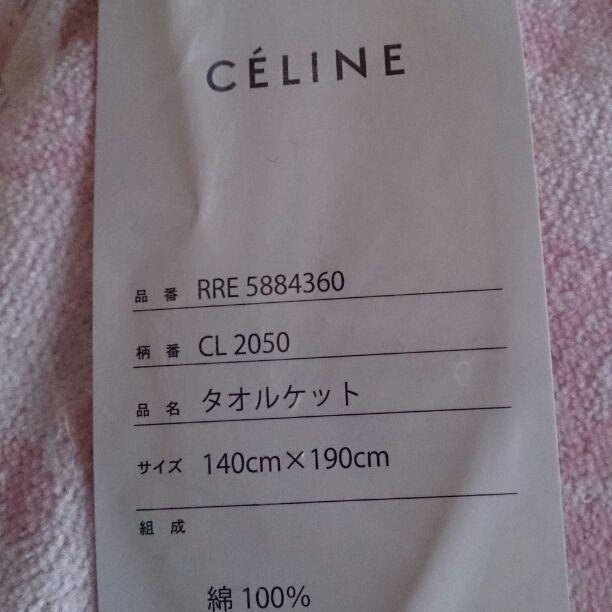 CÉLINE
品番 RRE 5884360
柄番 CL 2050
品名 タオルケット
サイズ 140cm×190cm
組成
綿 100%